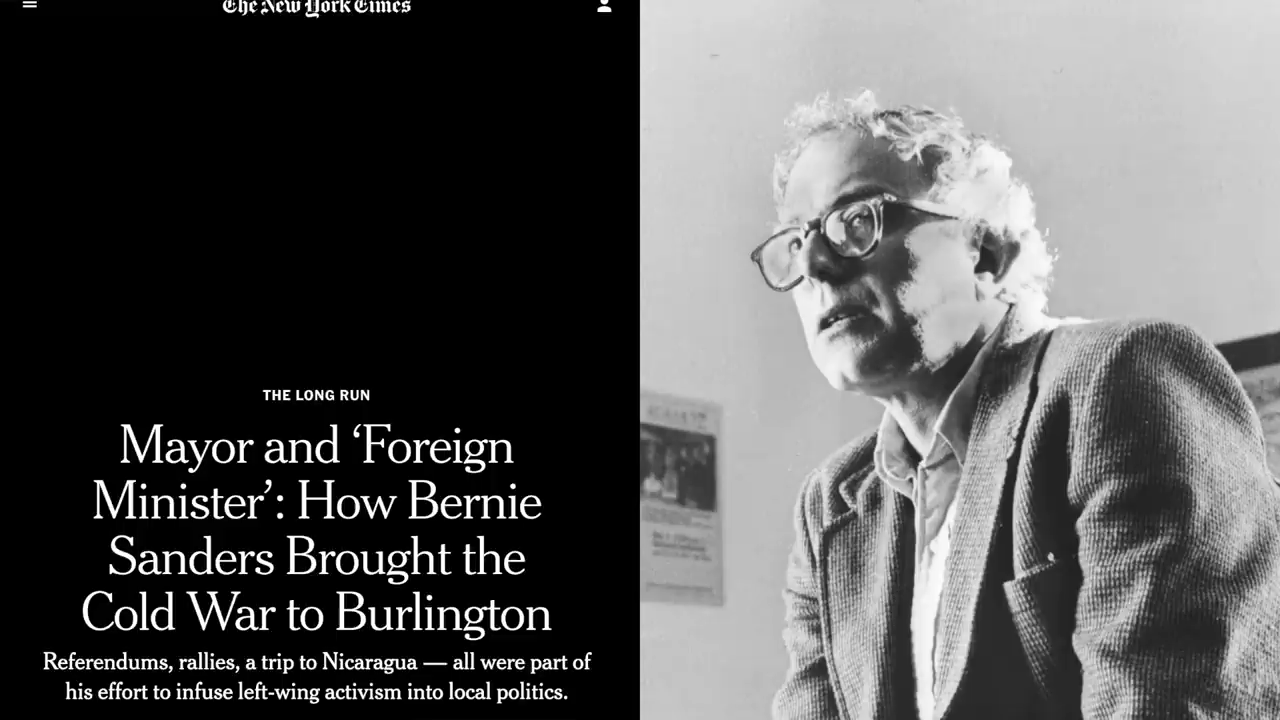 The New York Times
THE LONG RUN
Mayor and ‘Foreign
Minister’: How Bernie
Sanders Brought the
Cold War to Burlington
Referendums, rallies, a trip to Nicaragua — all were part of
his effort to infuse left-wing activism into local politics.